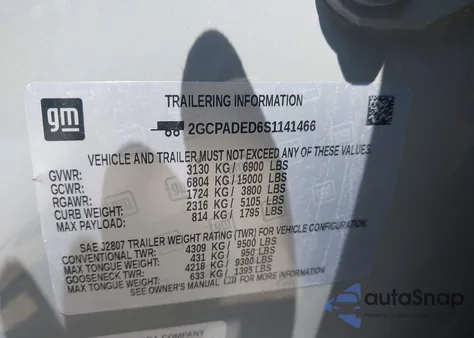 gm
TRAILERING INFORMATION
2GCPADED6S1141466
VEHICLE AND TRAILER MUST NOT EXCEED ANY OF THESE VALUES.
GVWR: 3130 KG / 6900 LBS
GCWR: 6804 KG / 15000 LBS
RGAWR: 1724 KG / 3800 LBS
CURB WEIGHT: 2316 KG / 5105 LBS
MAX PAYLOAD: 814 KG / 1795 LBS
SAE J2807 TRAILER WEIGHT RATING (TWR) FOR VEHICLE CONFIGURATION.
CONVENTIONAL TWR: 4309 KG / 9500 LBS
MAX TONGUE WEIGHT: 431 KG / 950 LBS
GOOSENECK TWR: 4218 KG / 9300 LBS
MAX TONGUE WEIGHT: 633 KG / 1395 LBS
SEE OWNER'S MANUAL FOR MORE INFORMATION.
autoSnap
COMPANY